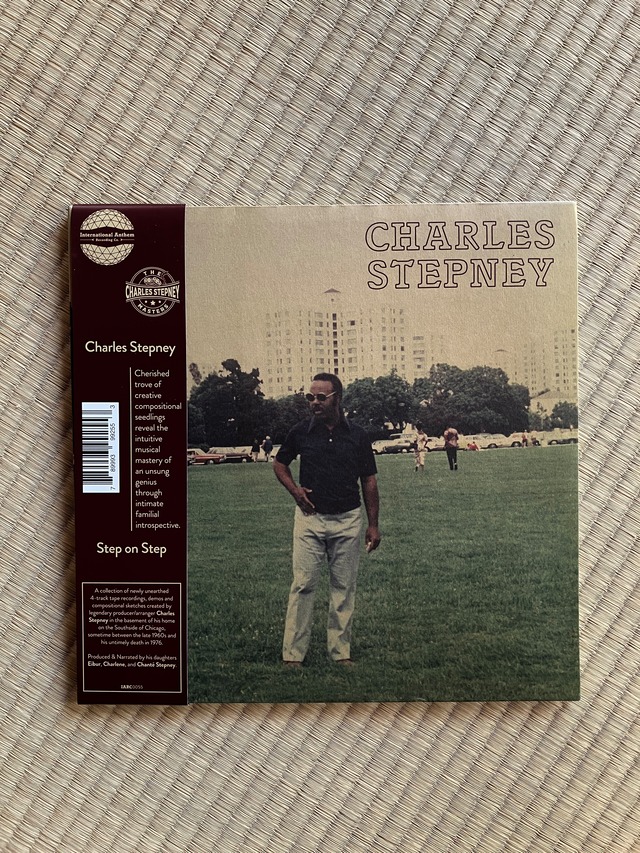 International Anthem
Recording Co.
THE
CHARLES STEPNEY
MASTERS
Charles Stepney
Cherished
trove of
creative
compositional
seedlings
reveal the
intuitive
musical
mastery of
an unsung
genius
through
intimate
familial
introspective.
Step on Step
A collection of newly unearthed
4-track tape recordings, demos and
compositional sketches created by
legendary producer/arranger Charles
Stepney in the basement of his home
on the Southside of Chicago,
sometime between the late 1960s and
his untimely death in 1976.
Produced & Narrated by his daughters
Eibur, Charlene, and Chanté Stepney.
IARC0055
CHARLES
STEPNEY